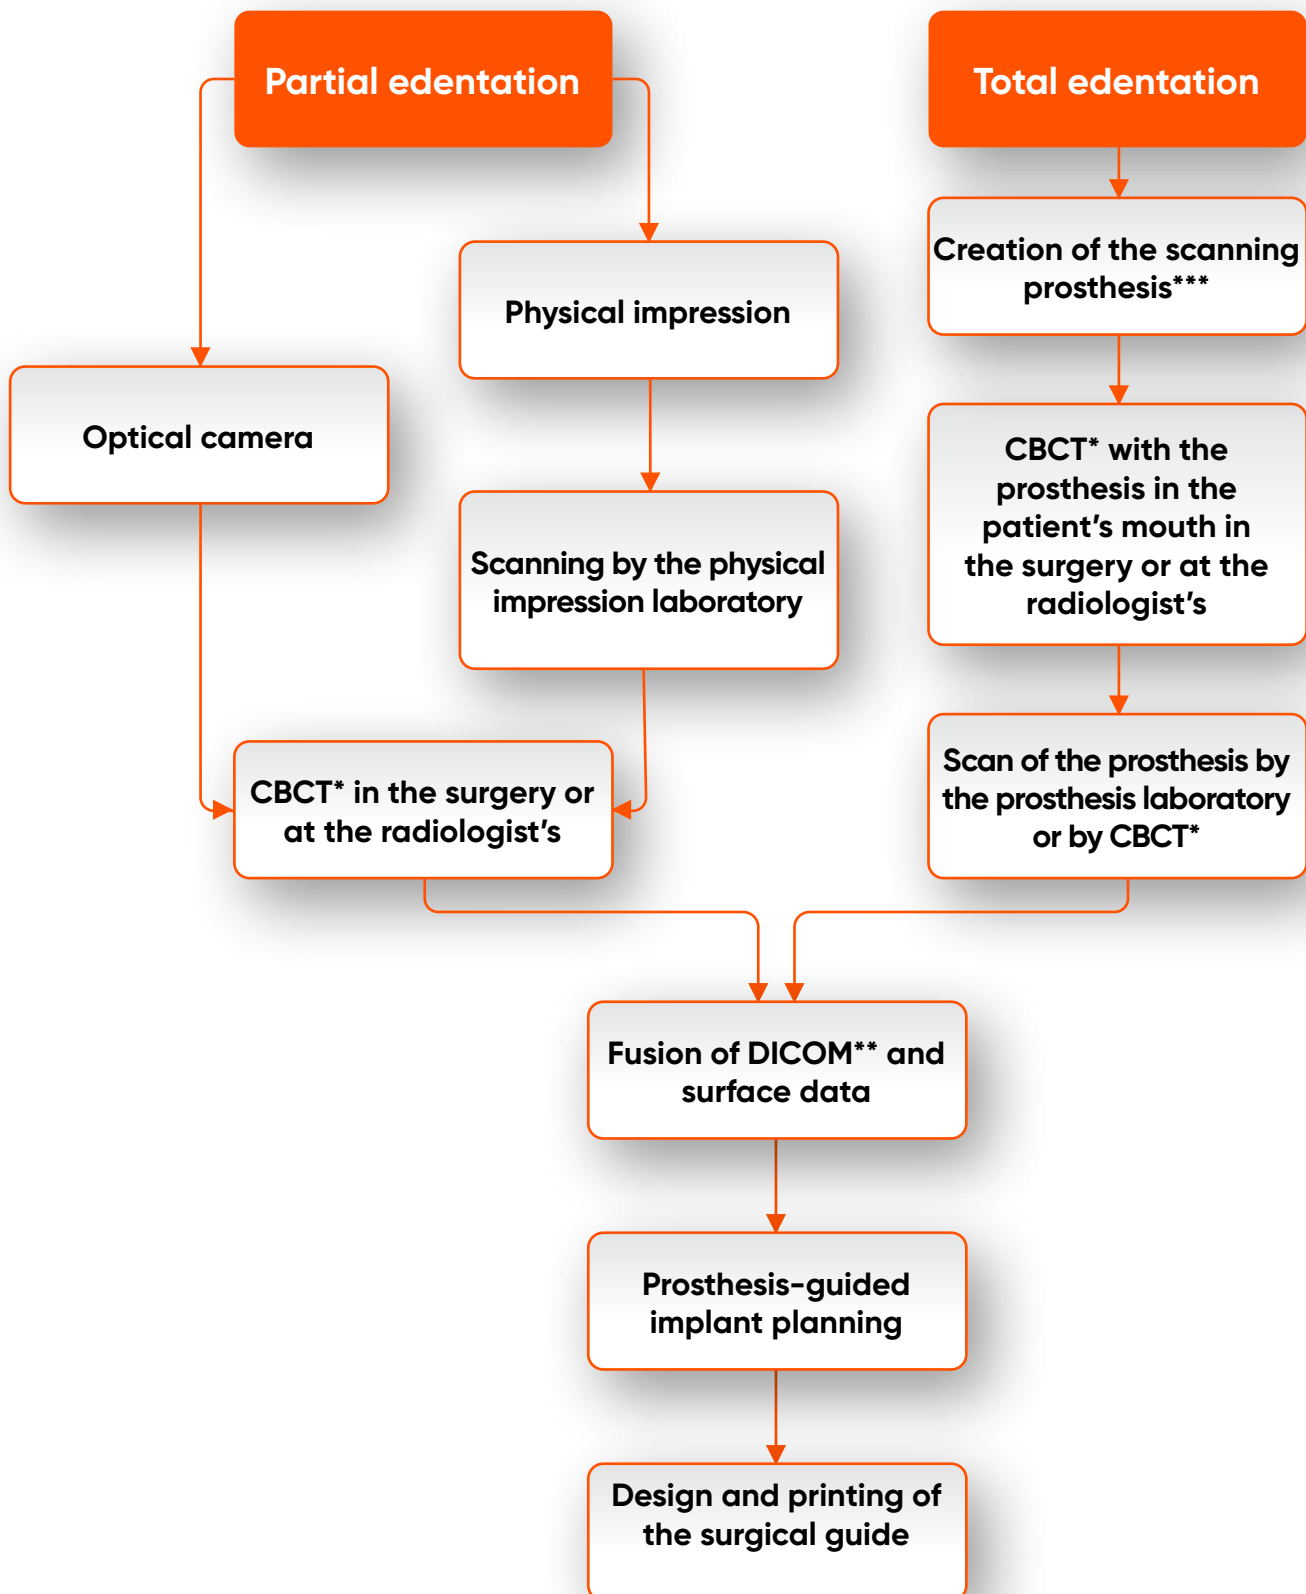 Partial edentation
Total edentation
Creation of the scanning
prosthesis***
Physical impression
Optical camera
CBCT* with the
prosthesis in the
patient’s mouth in
the surgery or at the
radiologist’s
Scanning by the physical
impression laboratory
CBCT* in the surgery or
at the radiologist’s
Scan of the prosthesis by
the prosthesis laboratory
or by CBCT*
Fusion of DICOM** and
surface data
Prosthesis-guided
implant planning
Design and printing of
the surgical guide